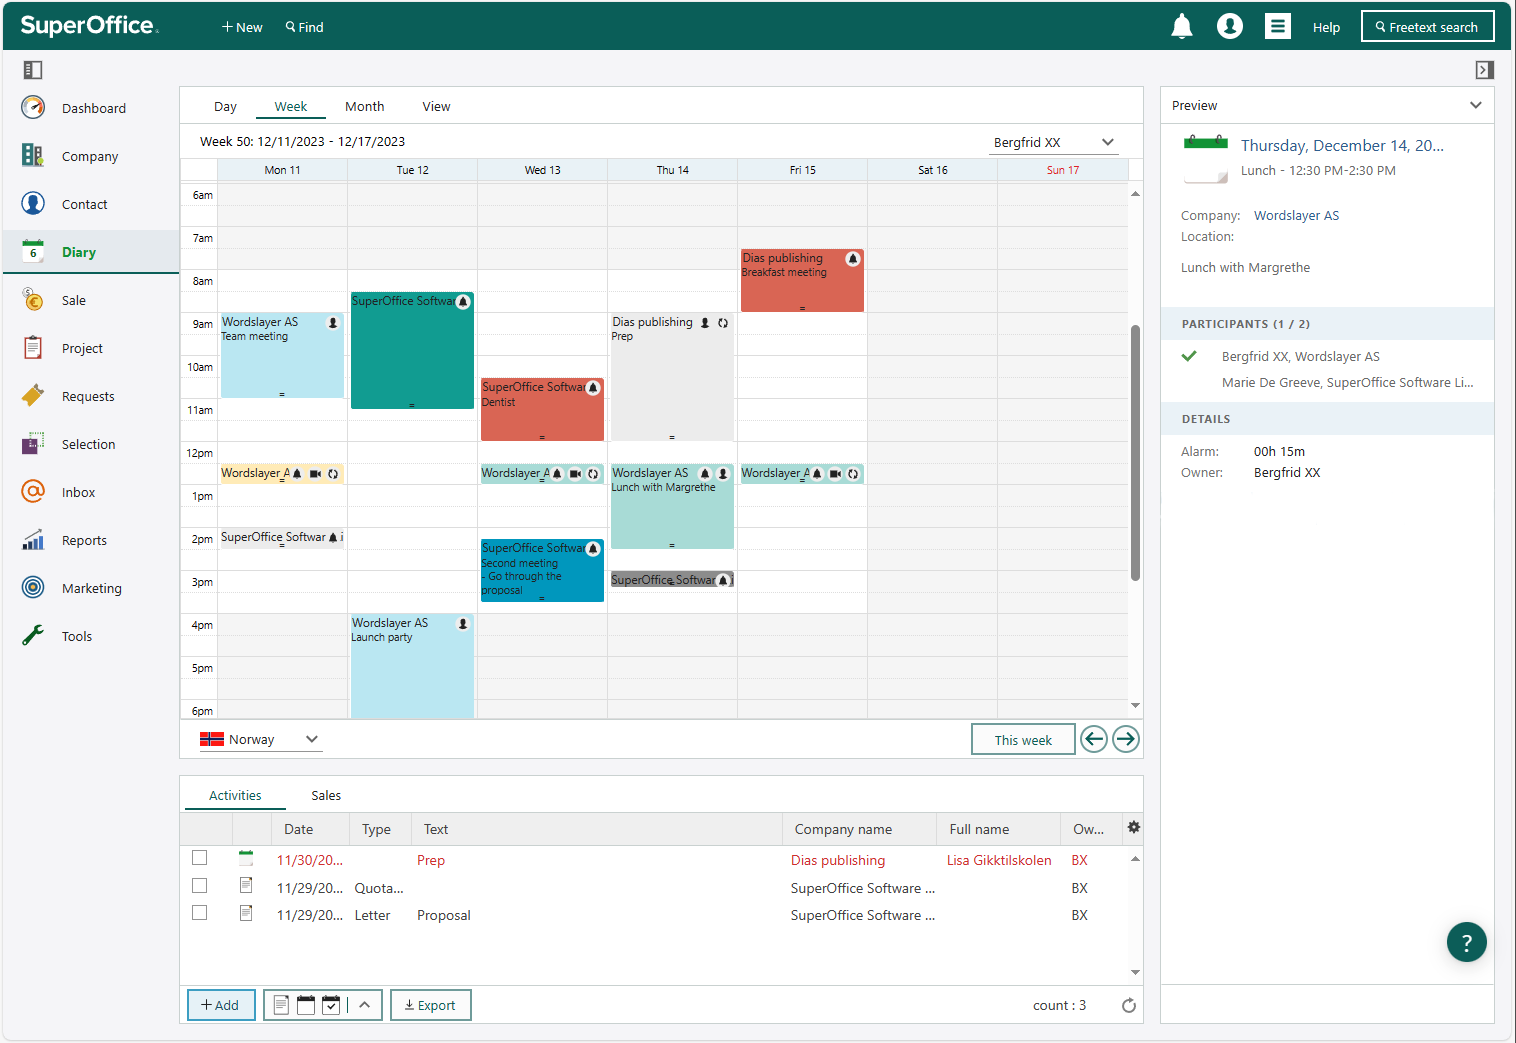 SuperOffice.
+ New
Find
Help
Freetext search
Dashboard
Company
Contact
6
Diary
Sale
Project
Requests
Selection
Inbox
Reports
Marketing
Tools
Day
Week
Month
View
Week 50: 12/11/2023 - 12/17/2023
Bergfrid XX
Mon 11
Tue 12
Wed 13
Thu 14
Fri 15
Sat 16
Sun 17
6am
7am
8am
9am
10am
11am
12pm
1pm
2pm
3pm
4pm
5pm
6pm
Wordslayer AS
Team meeting
Wordslayer A
SuperOffice Softwar
SuperOffice Softwar
Wordslayer AS
Launch party
SuperOffice Softwar
Dentist
Wordslayer A
SuperOffice Softwar
Second meeting
- Go through the
proposal
Dias publishing
Prep
Wordslayer AS
Lunch with Margrethe
SuperOffice Softwar
Dias publishing
Breakfast meeting
Wordslayer A
Norway
This week
Activities
Sales
Date
Type
Text
Company name
Full name
Ow...
11/30/20...
Prep
Dias publishing
Lisa Gikktilskolen
BX
11/29/20...
Quota...
SuperOffice Software ...
BX
11/29/20...
Letter
Proposal
SuperOffice Software ...
BX
+ Add
Export
count : 3
Preview
Thursday, December 14, 20...
Lunch - 12:30 PM-2:30 PM
Company: Wordslayer AS
Location:
Lunch with Margrethe
PARTICIPANTS (1 / 2)
Bergfrid XX, Wordslayer AS
Marie De Greeve, SuperOffice Software Li...
DETAILS
Alarm: 00h 15m
Owner: Bergfrid XX
?